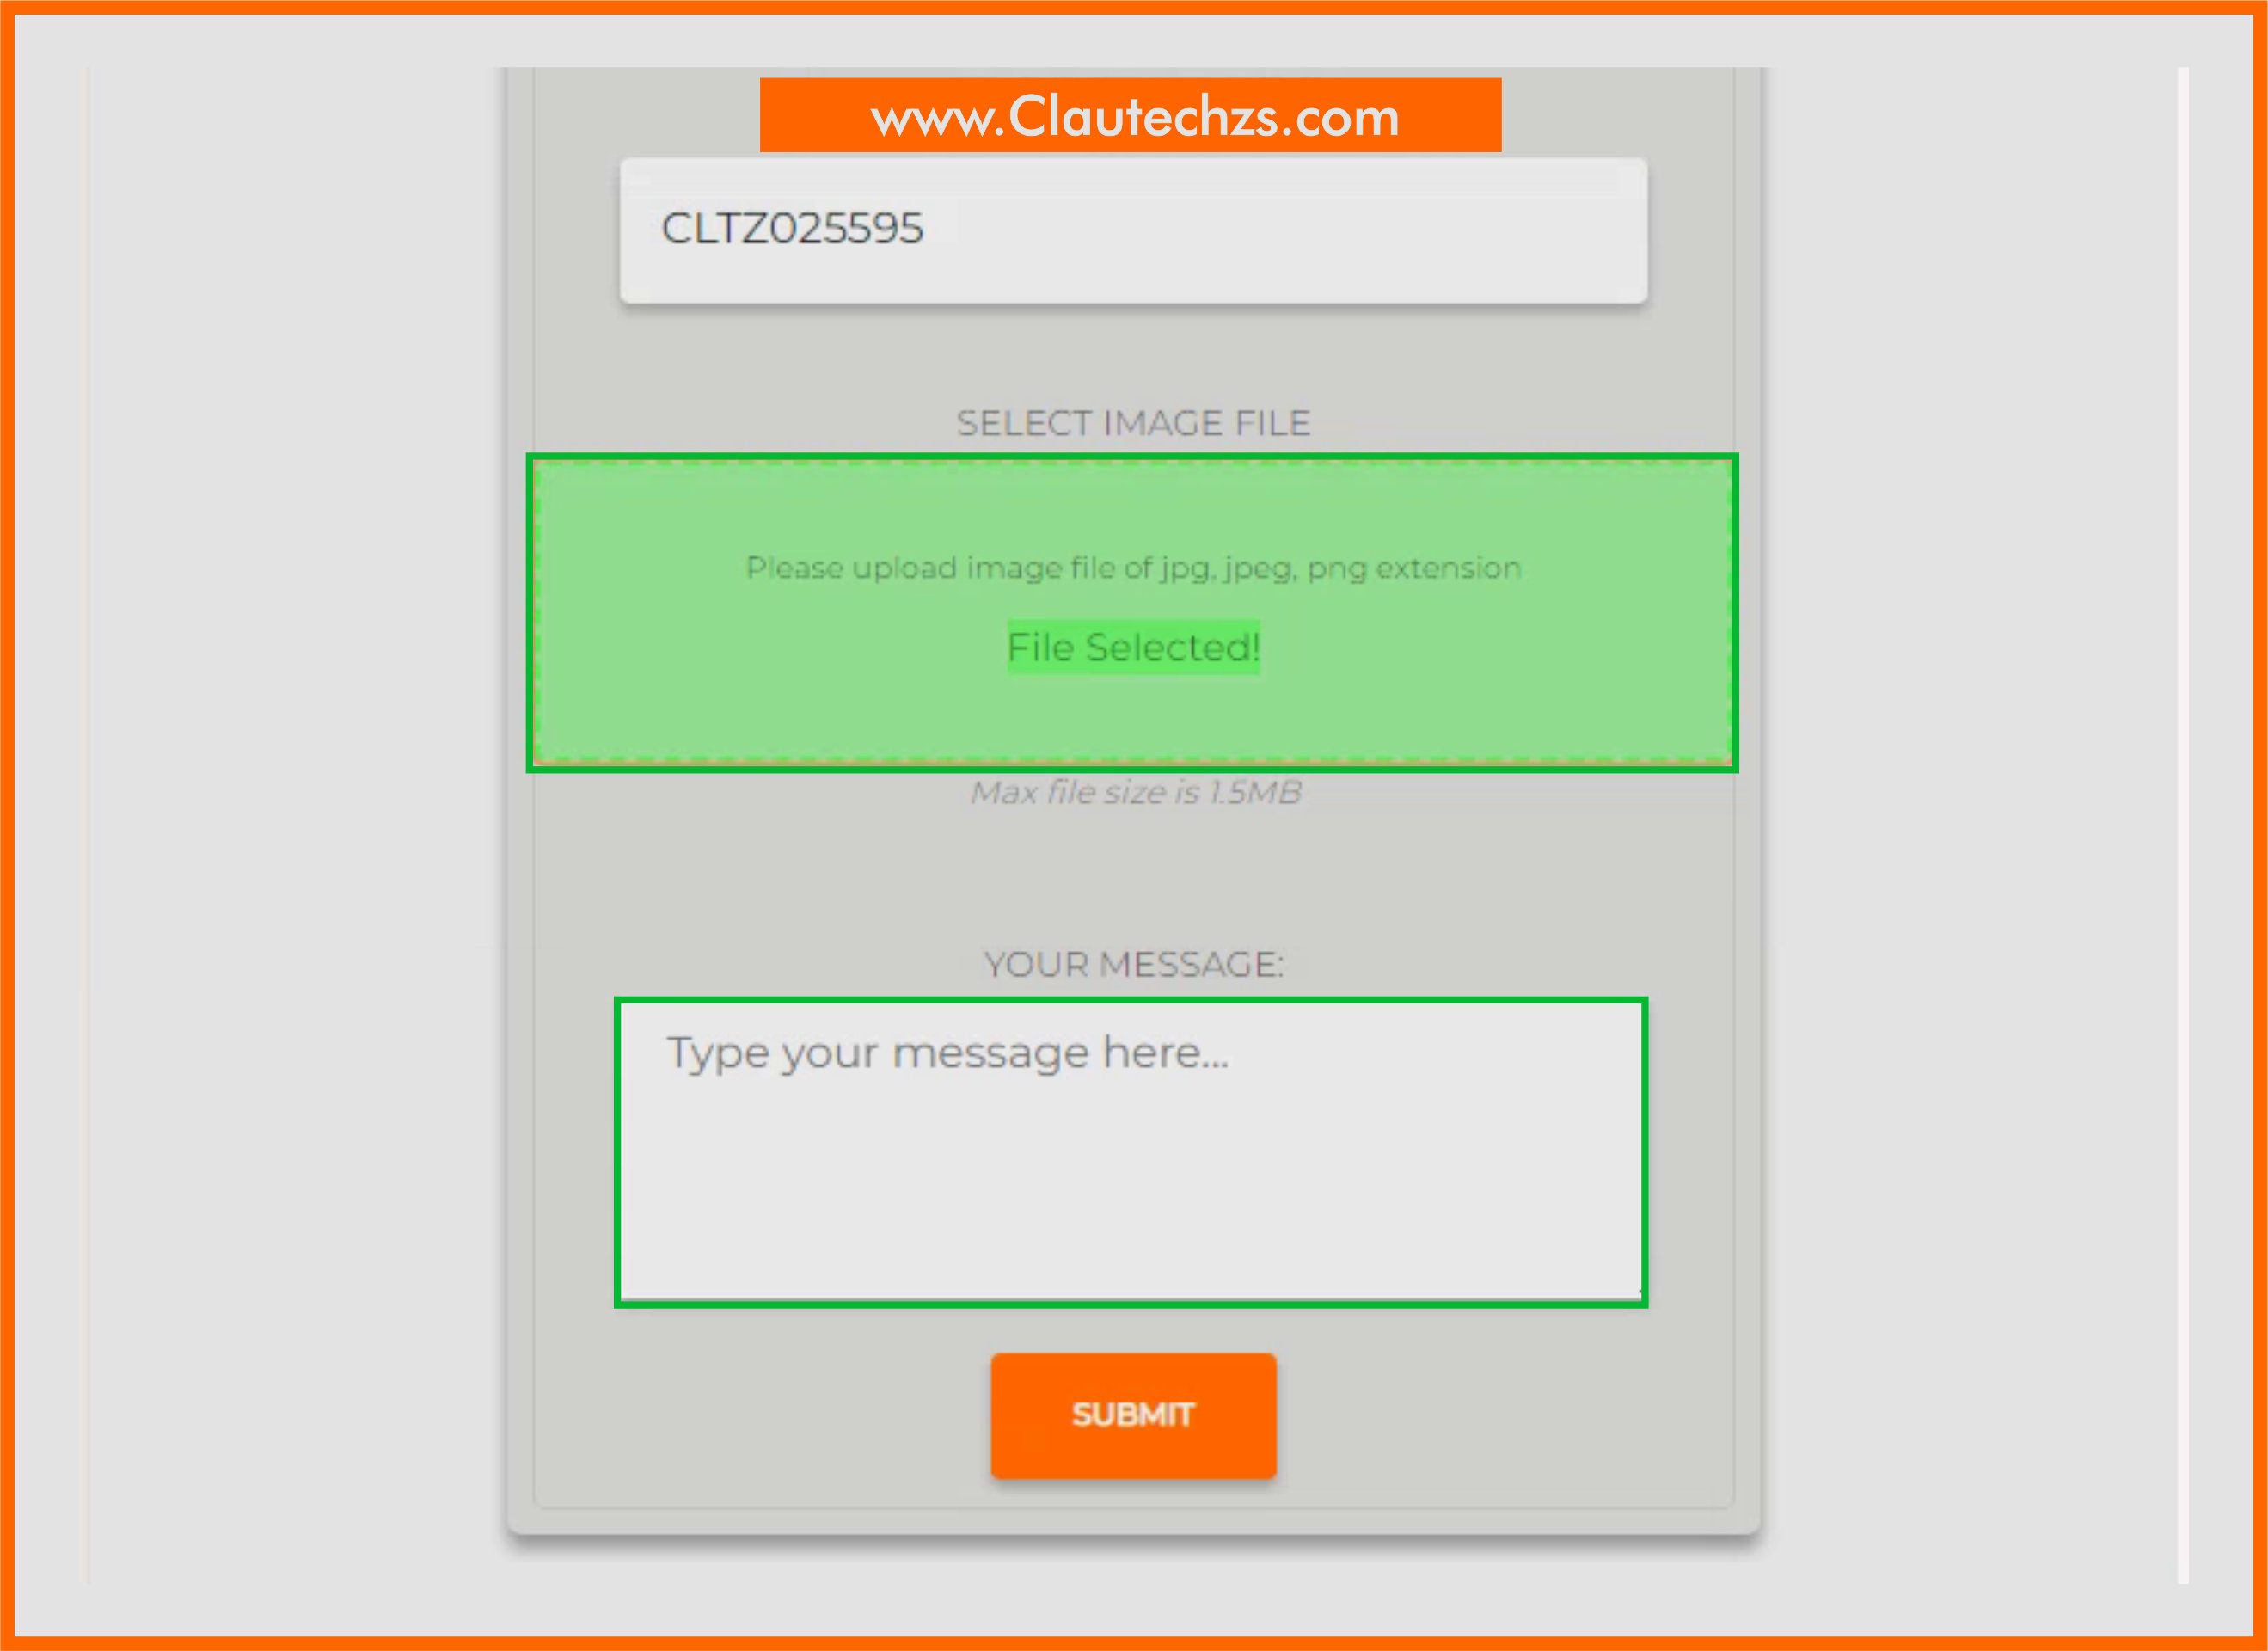 www.Clautechzs.com
CLTZ025595
SELECT IMAGE FILE
Please upload image file of jpg, jpeg, png extension
File Selected!
Max file size is 1.5MB
YOUR MESSAGE:
Type your message here...
SUBMIT